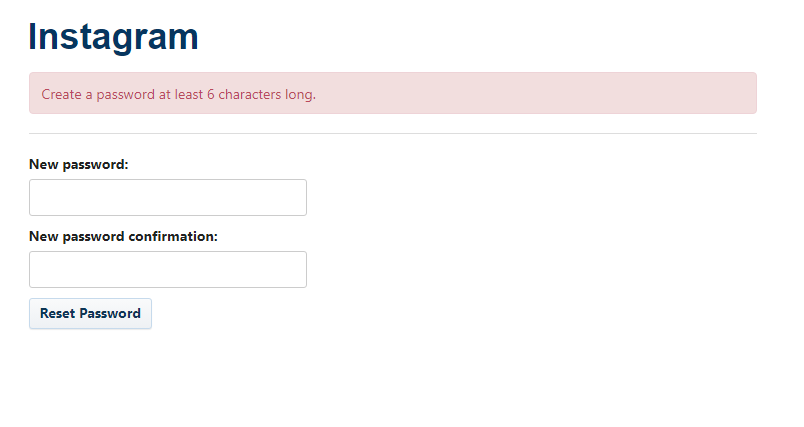 Instagram
Create a password at least 6 characters long.
New password:
New password confirmation:
Reset Password